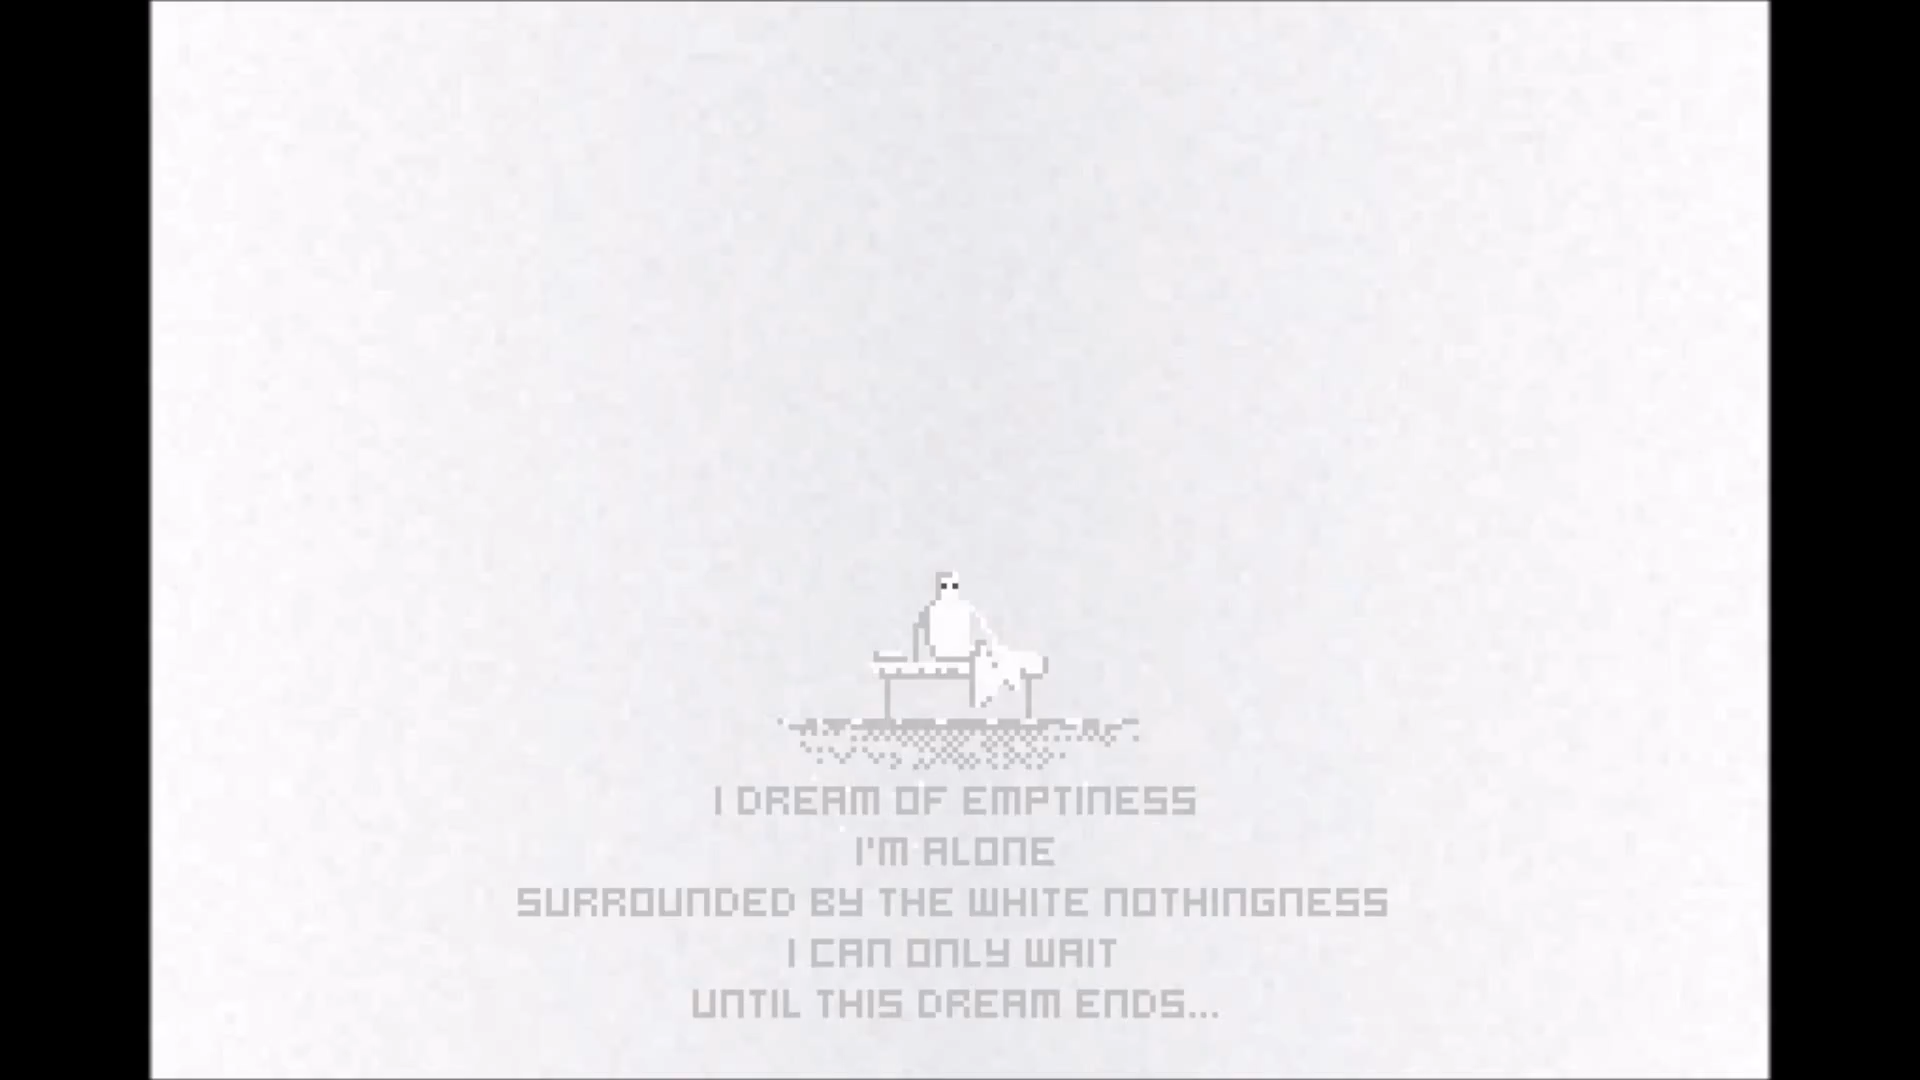 I DREAM OF EMPTINESS
I'M ALONE
SURROUNDED BY THE WHITE NOTHINGNESS
I CAN ONLY WAIT
UNTIL THIS DREAM ENDS...